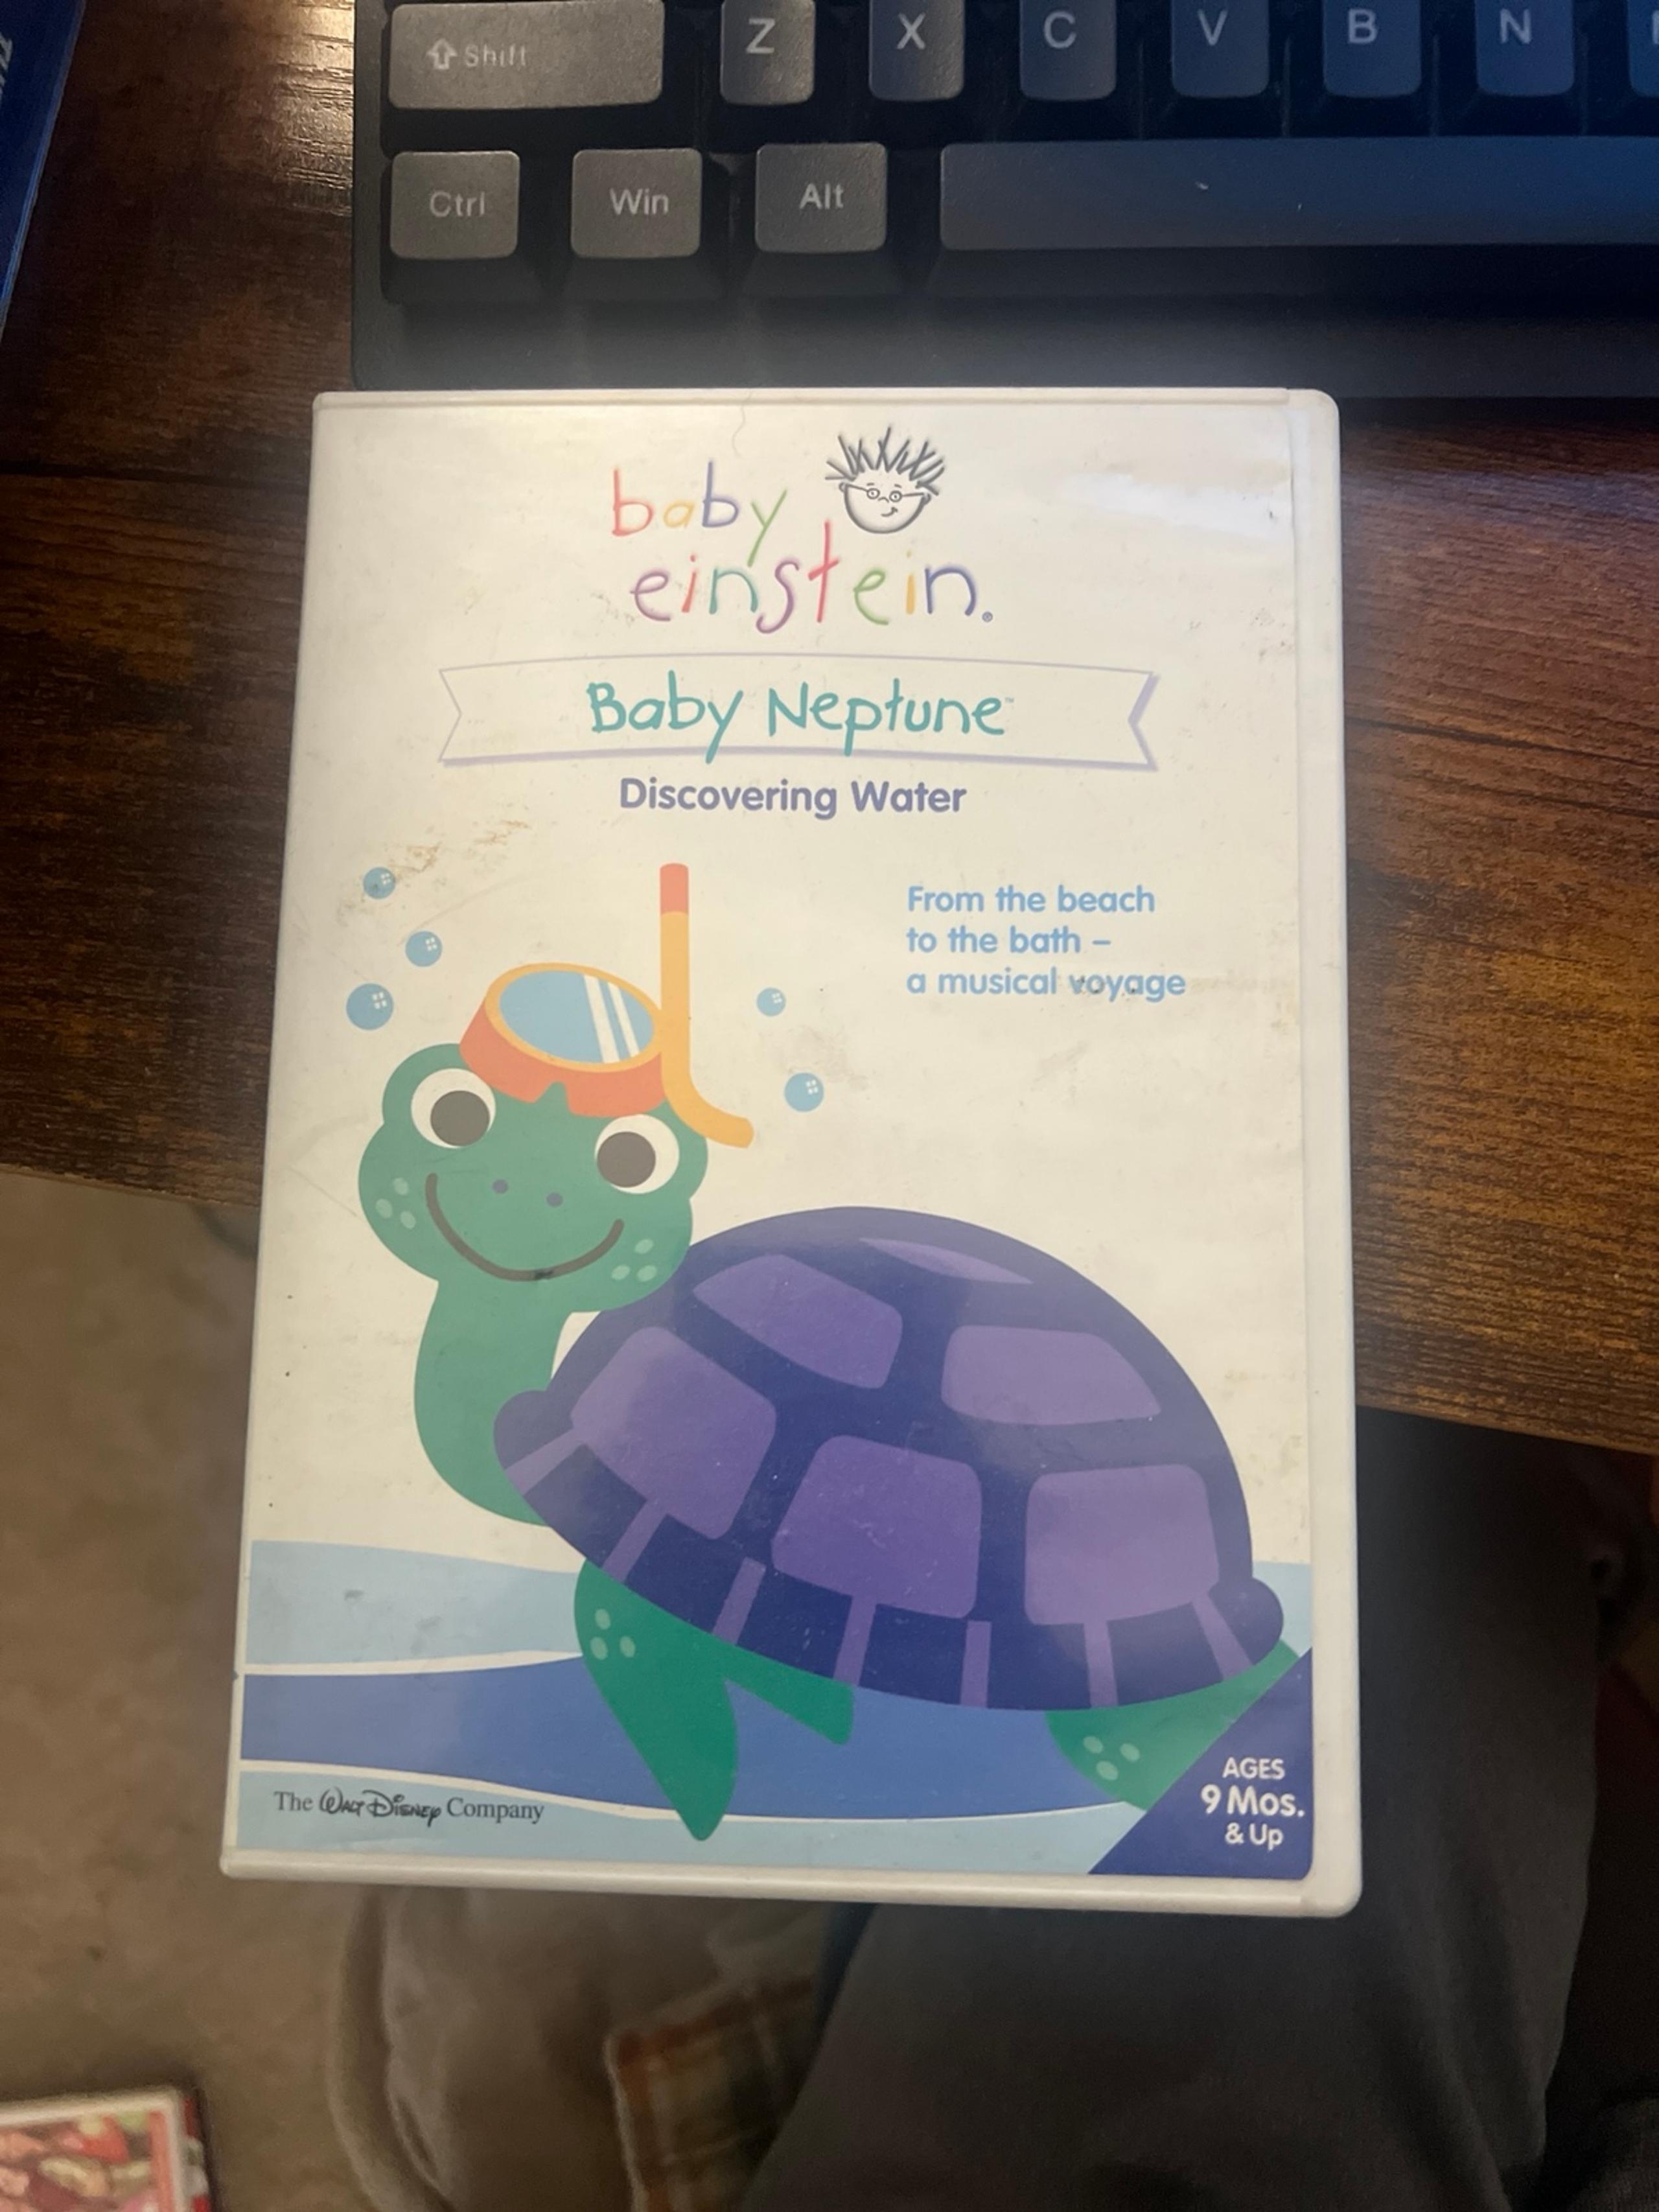 Shift Z X C V B N
Ctrl Win Alt
baby
einstein.®
Baby Neptune™
Discovering Water
From the beach
to the bath –
a musical voyage
The Walt Disney Company
AGES
9 Mos.
& Up